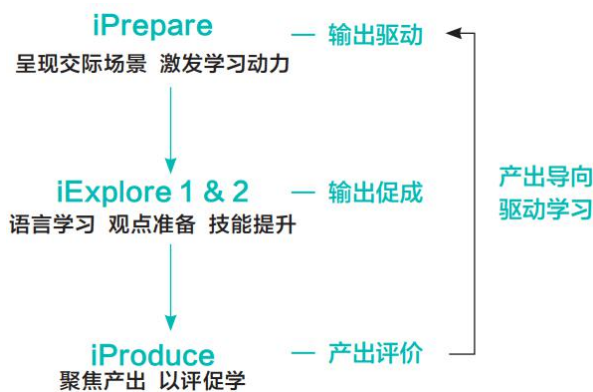 iPrepare — 输出驱动
呈现交际场景 激发学习动力
iExplore 1 & 2 — 输出促成
语言学习 观点准备 技能提升
产出导向
驱动学习
iProduce — 产出评价
聚焦产出 以评促学